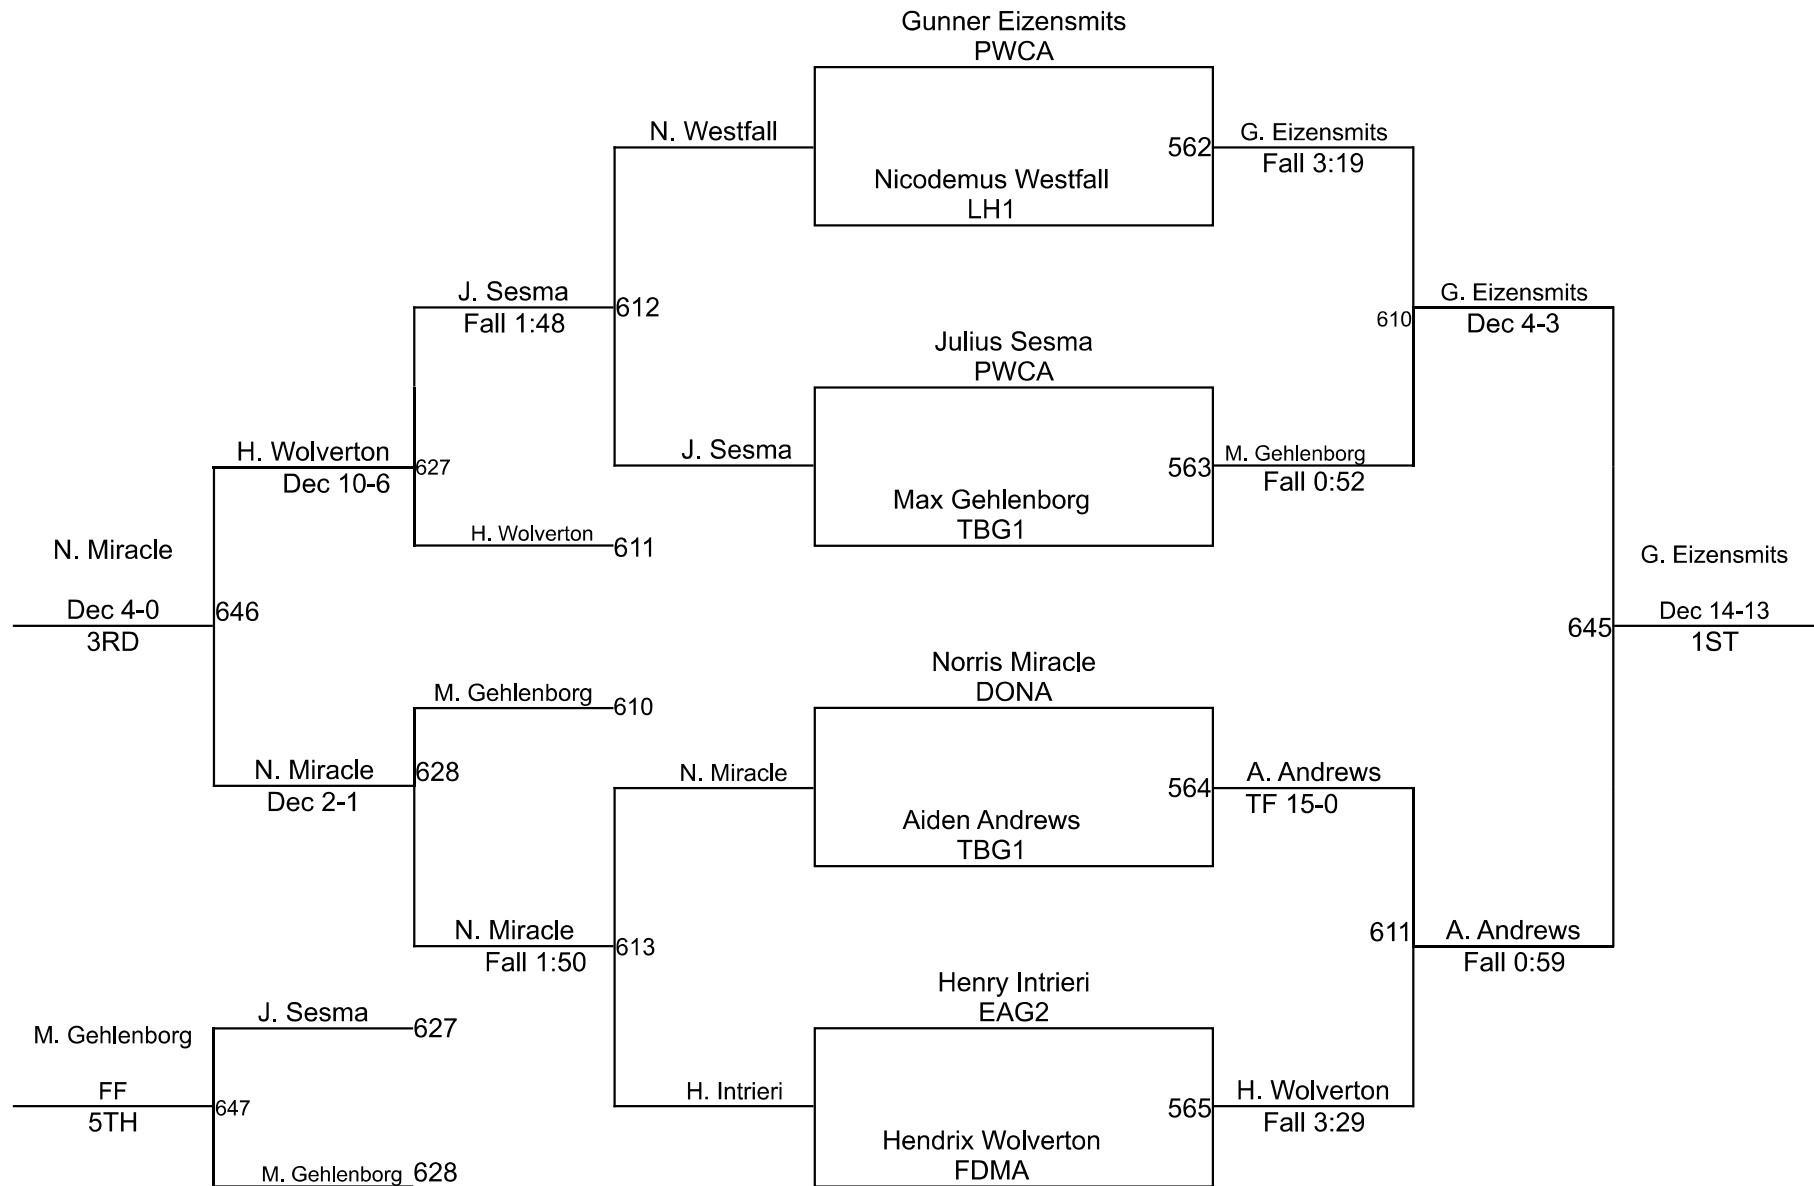 Gunner Eizensmits
PWCA
N. Westfall
562
G. Eizensmits
Fall 3:19
Nicodemus Westfall
LH1
J. Sesma
Fall 1:48
612
610
G. Eizensmits
Dec 4-3
Julius Sesma
PWCA
H. Wolverton
Dec 10-6
627
J. Sesma
563
M. Gehlenborg
Fall 0:52
Max Gehlenborg
TBG1
H. Wolverton
611
N. Miracle
Dec 4-0
3RD
646
645
G. Eizensmits
Dec 14-13
1ST
Norris Miracle
DONA
M. Gehlenborg
610
N. Miracle
Dec 2-1
628
N. Miracle
564
A. Andrews
TF 15-0
Aiden Andrews
TBG1
N. Miracle
Fall 1:50
613
611
A. Andrews
Fall 0:59
Henry Intrieri
EAG2
J. Sesma
627
M. Gehlenborg
FF
5TH
647
H. Intrieri
565
H. Wolverton
Fall 3:29
Hendrix Wolverton
FDMA
M. Gehlenborg
628